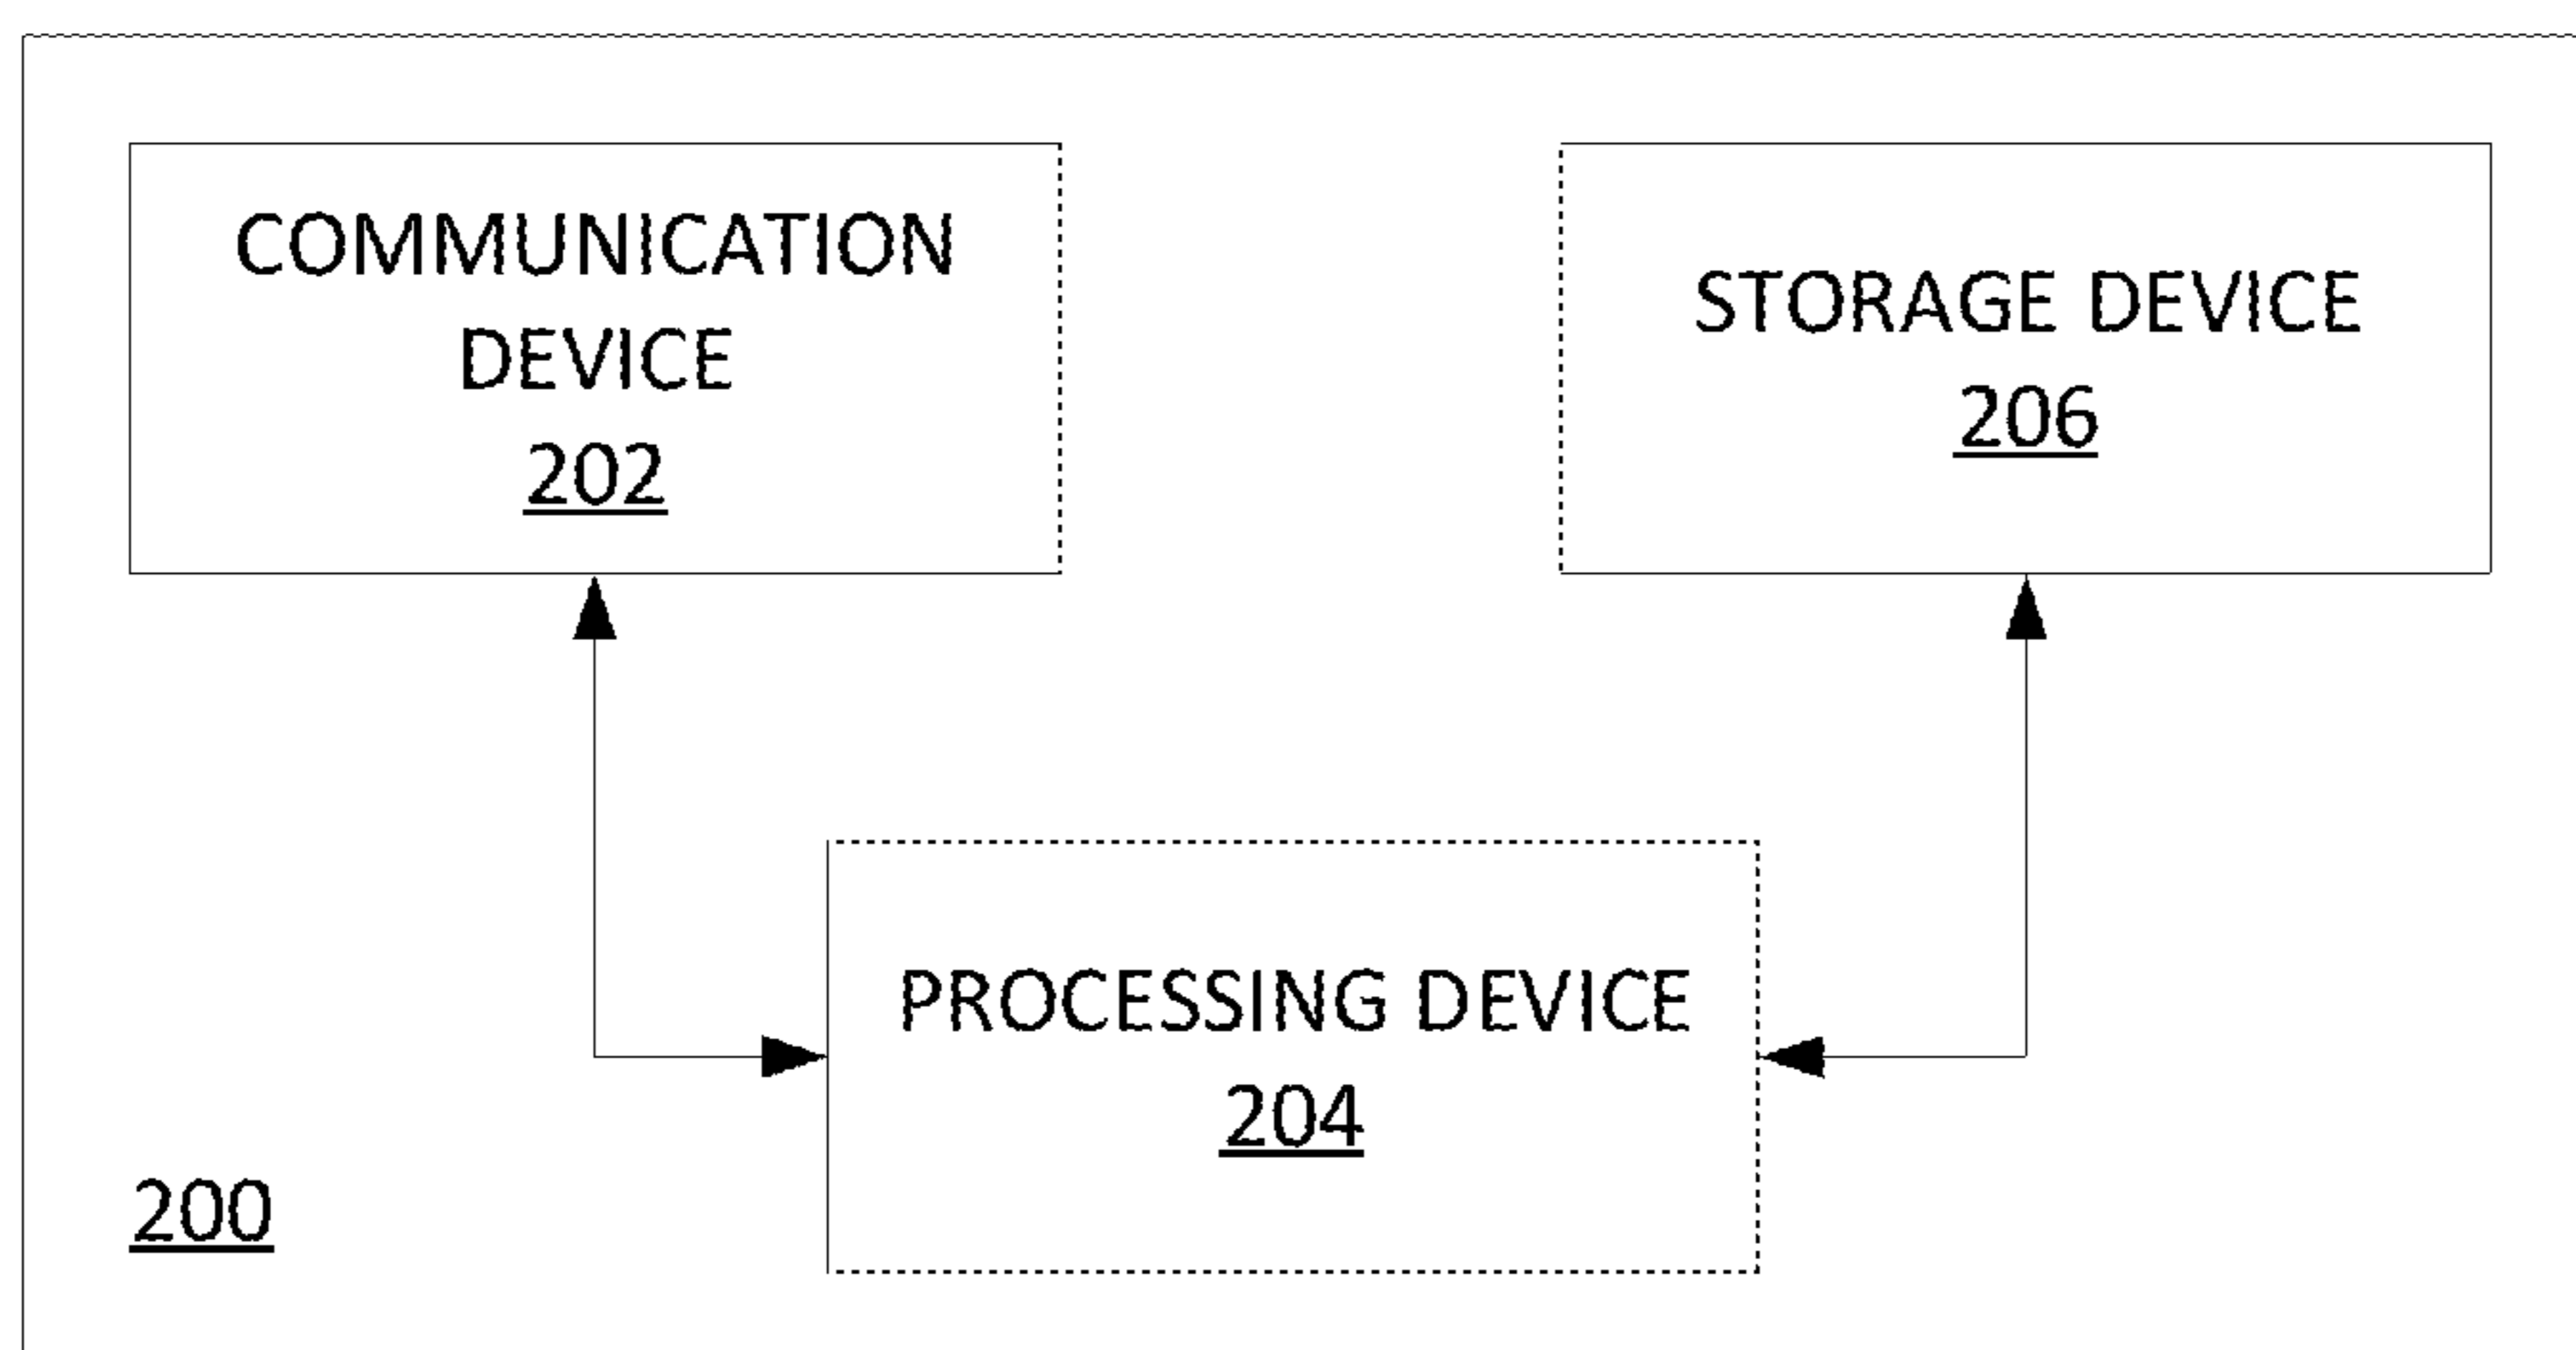 COMMUNICATION
DEVICE
202
STORAGE DEVICE
206
PROCESSING DEVICE
204
200